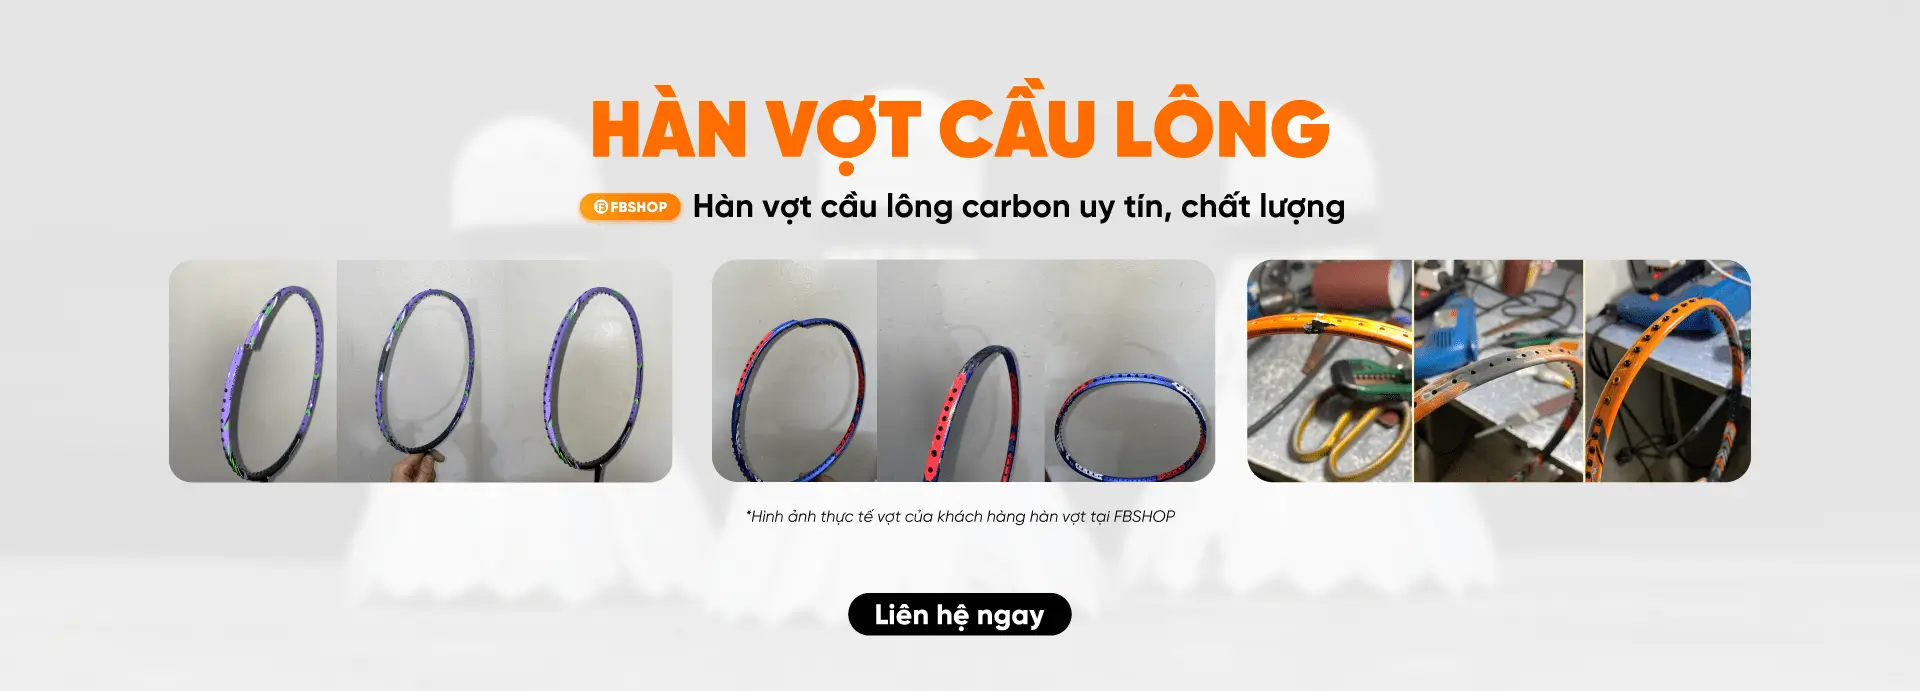 HÀN VỢT CẦU LÔNG
FBSHOP Hàn vợt cầu lông carbon uy tín, chất lượng
*Hình ảnh thực tế vợt của khách hàng hàn vợt tại FBSHOP
Liên hệ ngay